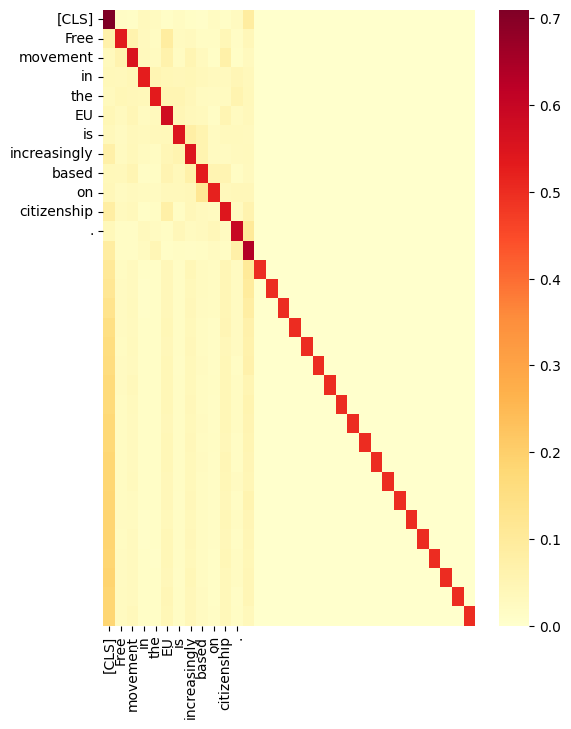 [CLS]
Free
movement
in
the
EU
is
increasingly
based
on
citizenship
.
0.7
0.6
0.5
0.4
0.3
0.2
0.1
0.0
[CLS]
Free
movement
in
the
EU
is
increasingly
based
on
citizenship
.